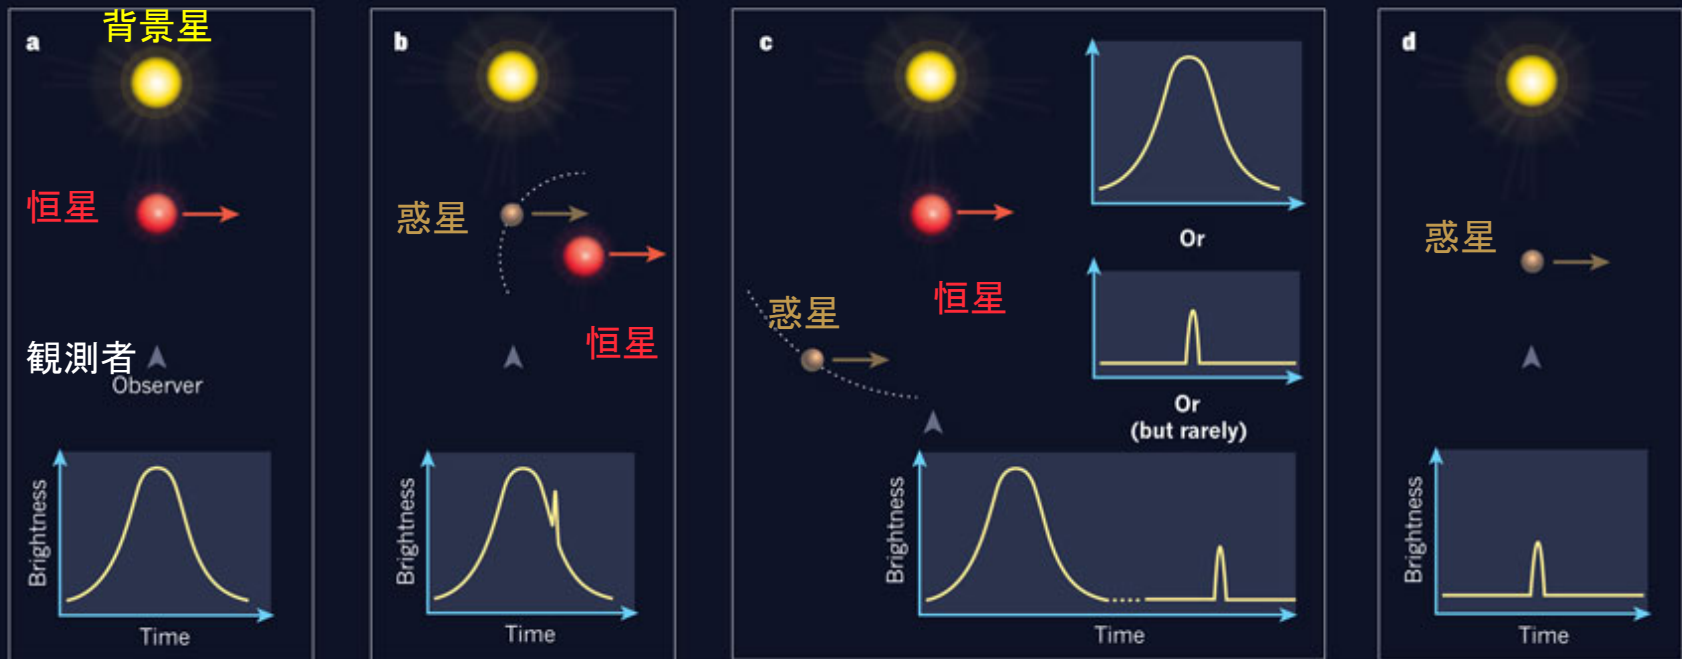 a
背景星
恒星
観測者
Observer
Brightness
Time
b
惑星
恒星
Brightness
Time
c
恒星
惑星
Or
Or
(but rarely)
Brightness
Time
d
惑星
Brightness
Time